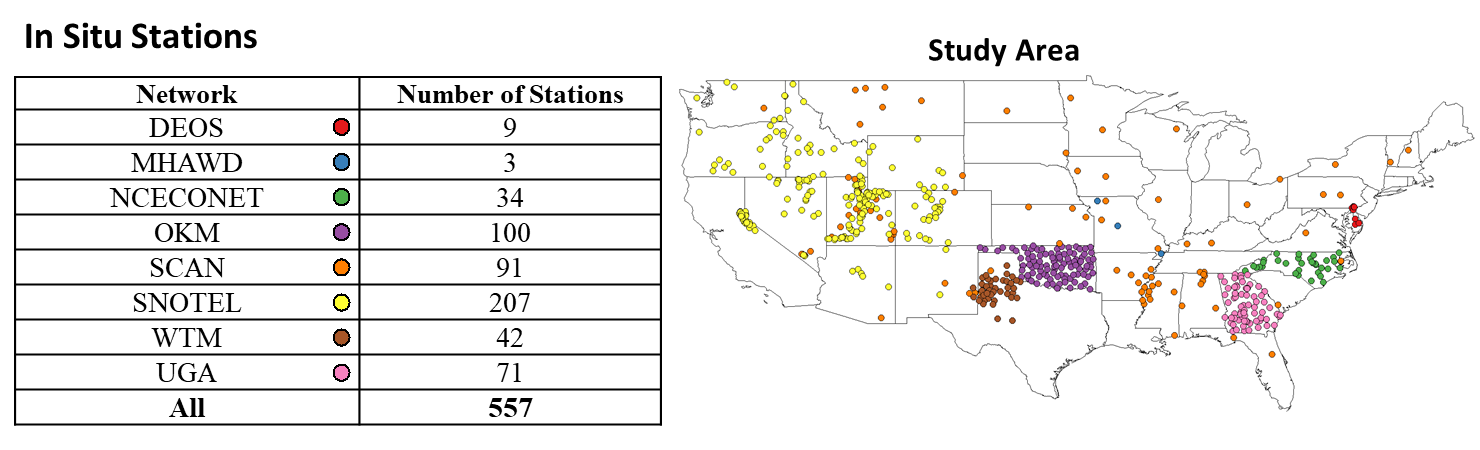 In Situ Stations
Study Area
Network Number of Stations
DEOS 9
MHAWD 3
NCECONET 34
OKM 100
SCAN 91
SNOTEL 207
WTM 42
UGA 71
All 557